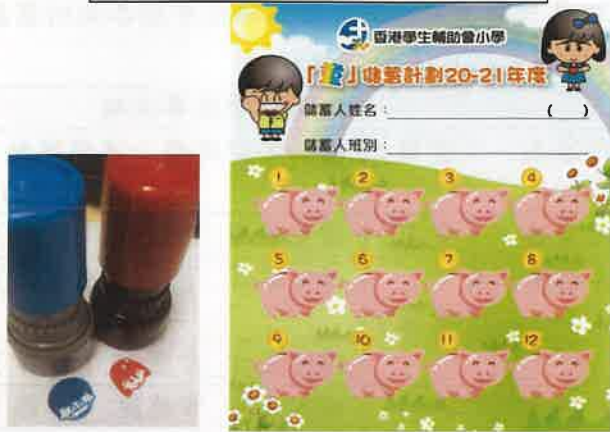 香港學生輔助會小學
「童」儲蓄計劃20-21年度
儲蓄人姓名：( )
儲蓄人班別：
1 2 3 4
5 6 7 8
9 10 11 12